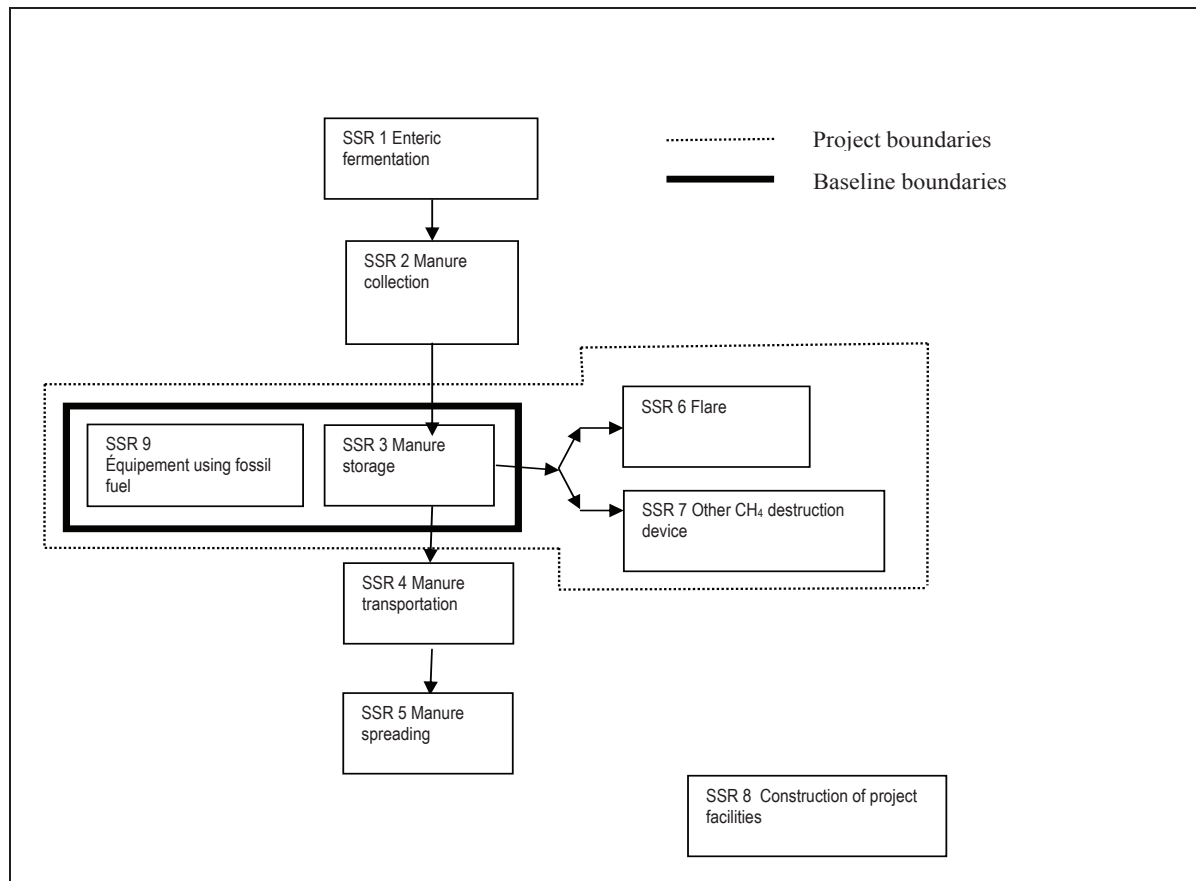 SSR 1 Enteric
fermentation
Project boundaries
Baseline boundaries
SSR 2 Manure
collection
SSR 9
Équipement using fossil
fuel
SSR 3 Manure
storage
SSR 6 Flare
SSR 7 Other CH₄ destruction
device
SSR 4 Manure
transportation
SSR 5 Manure
spreading
SSR 8 Construction of project
facilities